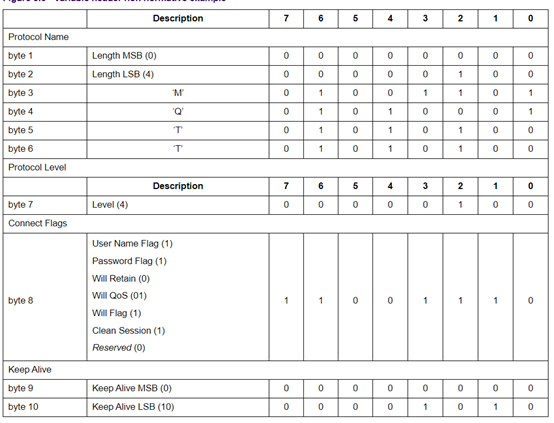 Figure 3.6 - Variable header non normative example
Description 7 6 5 4 3 2 1 0
Protocol Name
byte 1 Length MSB (0) 0 0 0 0 0 0 0 0
byte 2 Length LSB (4) 0 0 0 0 0 1 0 0
byte 3 ‘M’ 0 1 0 0 1 1 0 1
byte 4 ‘Q’ 0 1 0 1 0 0 0 1
byte 5 ‘T’ 0 1 0 1 0 1 0 0
byte 6 ‘T’ 0 1 0 1 0 1 0 0
Protocol Level
Description 7 6 5 4 3 2 1 0
byte 7 Level (4) 0 0 0 0 0 1 0 0
Connect Flags
User Name Flag (1)
Password Flag (1)
Will Retain (0)
Will QoS (01)
byte 8 1 1 0 0 1 1 1 0
Will Flag (1)
Clean Session (1)
Reserved (0)
Keep Alive
byte 9 Keep Alive MSB (0) 0 0 0 0 0 0 0 0
byte 10 Keep Alive LSB (10) 0 0 0 0 1 0 1 0